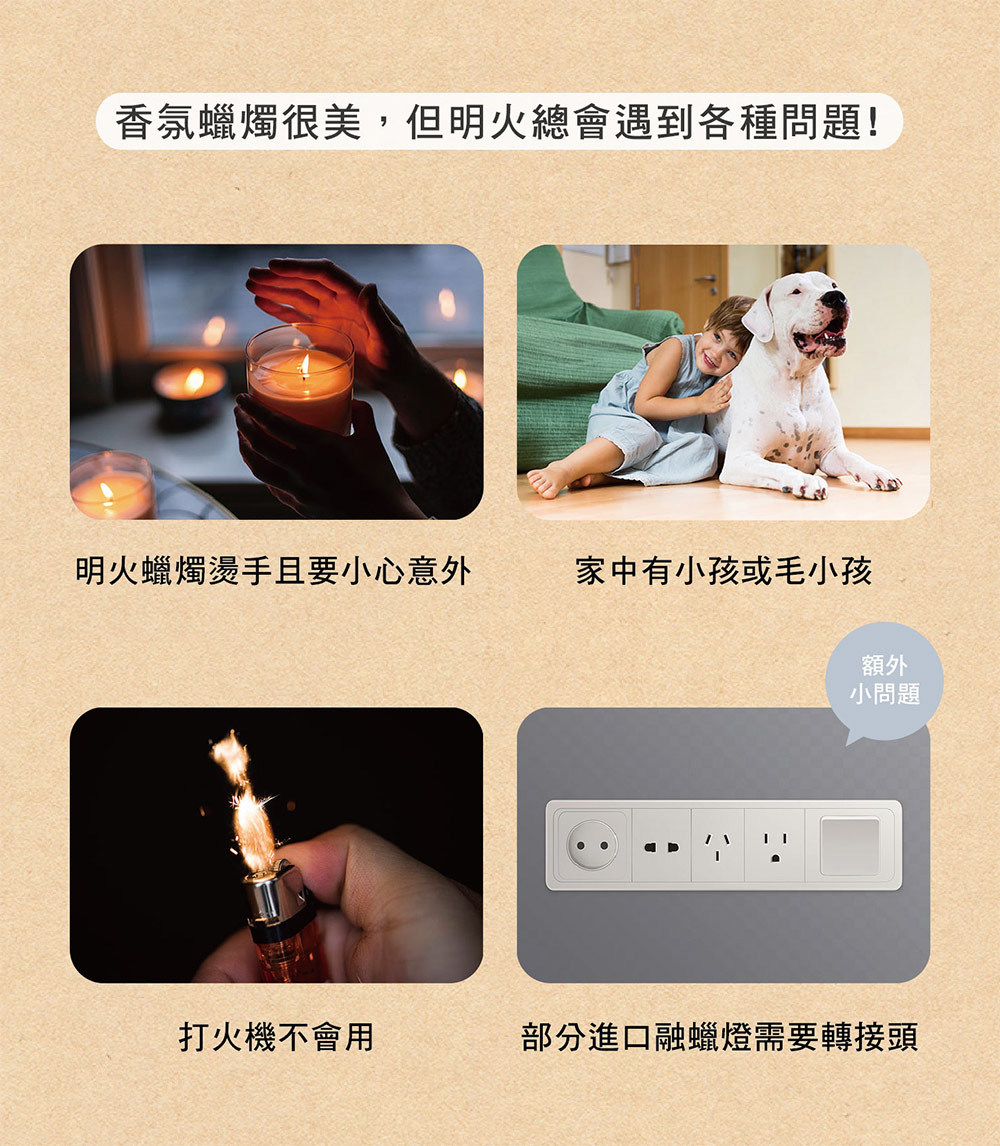 香氛蠟燭很美，但明火總會遇到各種問題!
明火蠟燭燙手且要小心意外
家中有小孩或毛小孩
額外
小問題
打火機不會用
部分進口融蠟燈需要轉接頭